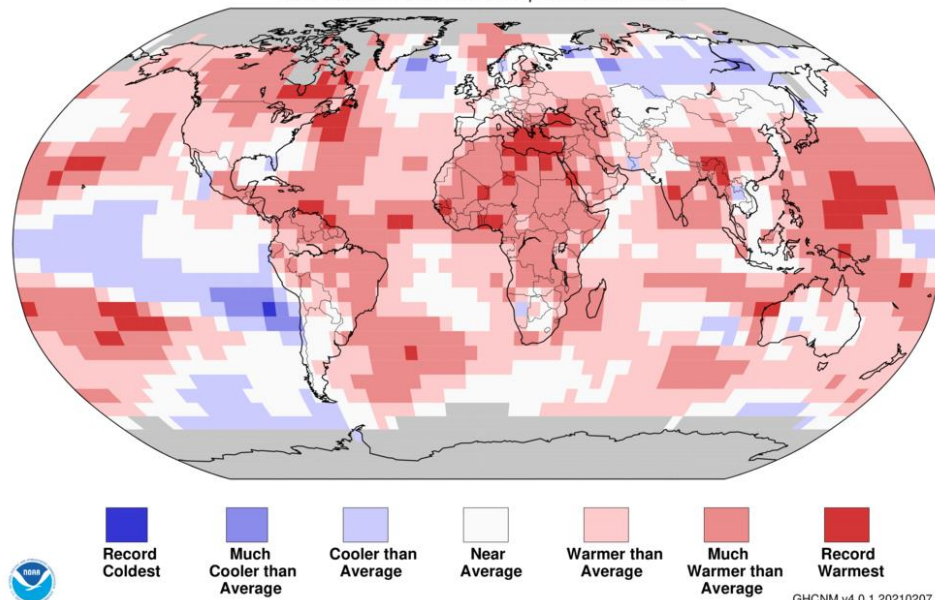 Record
Coldest
Much
Cooler than
Average
Cooler than
Average
Near
Average
Warmer than
Average
Much
Warmer than
Average
Record
Warmest
NOAA
GHCNM v4.0.1.20210207